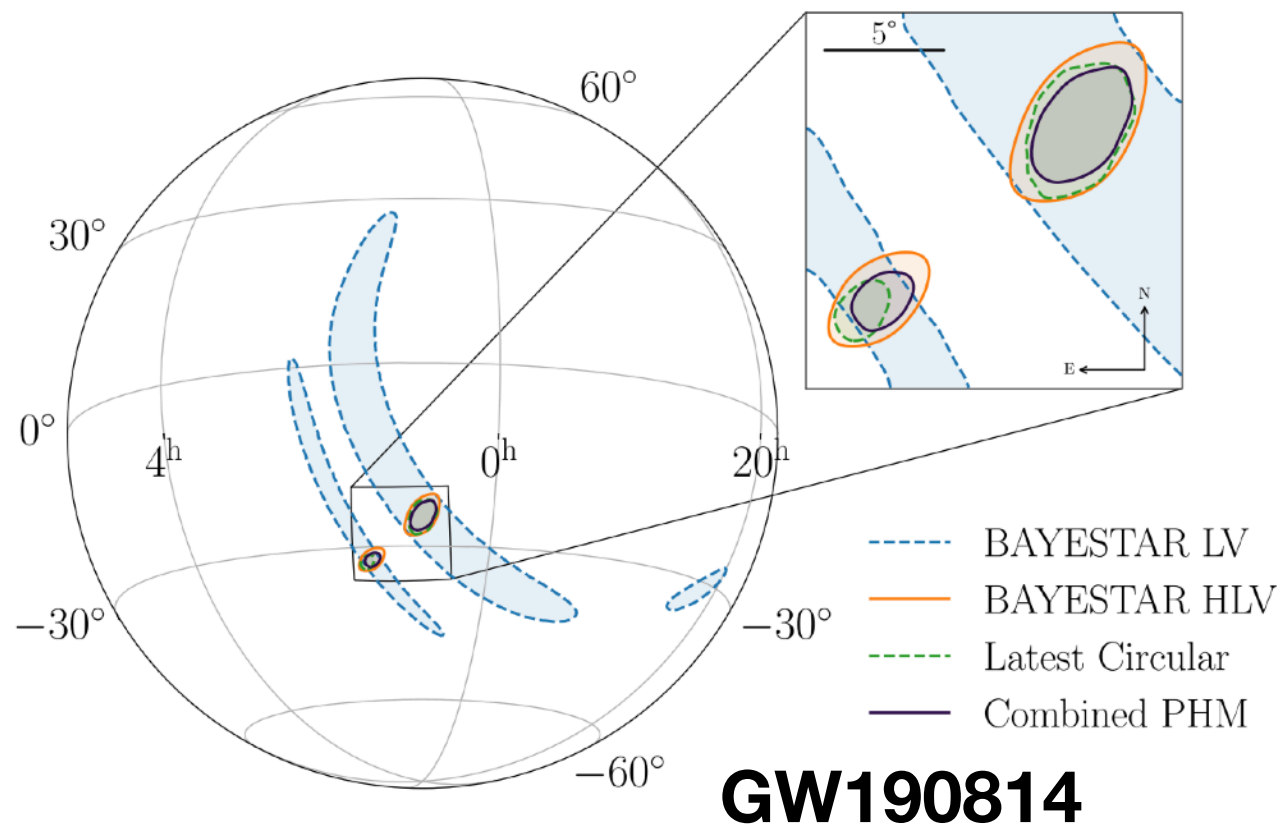 5°
60°
N
E
30°
0°
4h
0h
20h
BAYESTAR LV
BAYESTAR HLV
−30°
−30°
Latest Circular
Combined PHM
−60°
GW190814